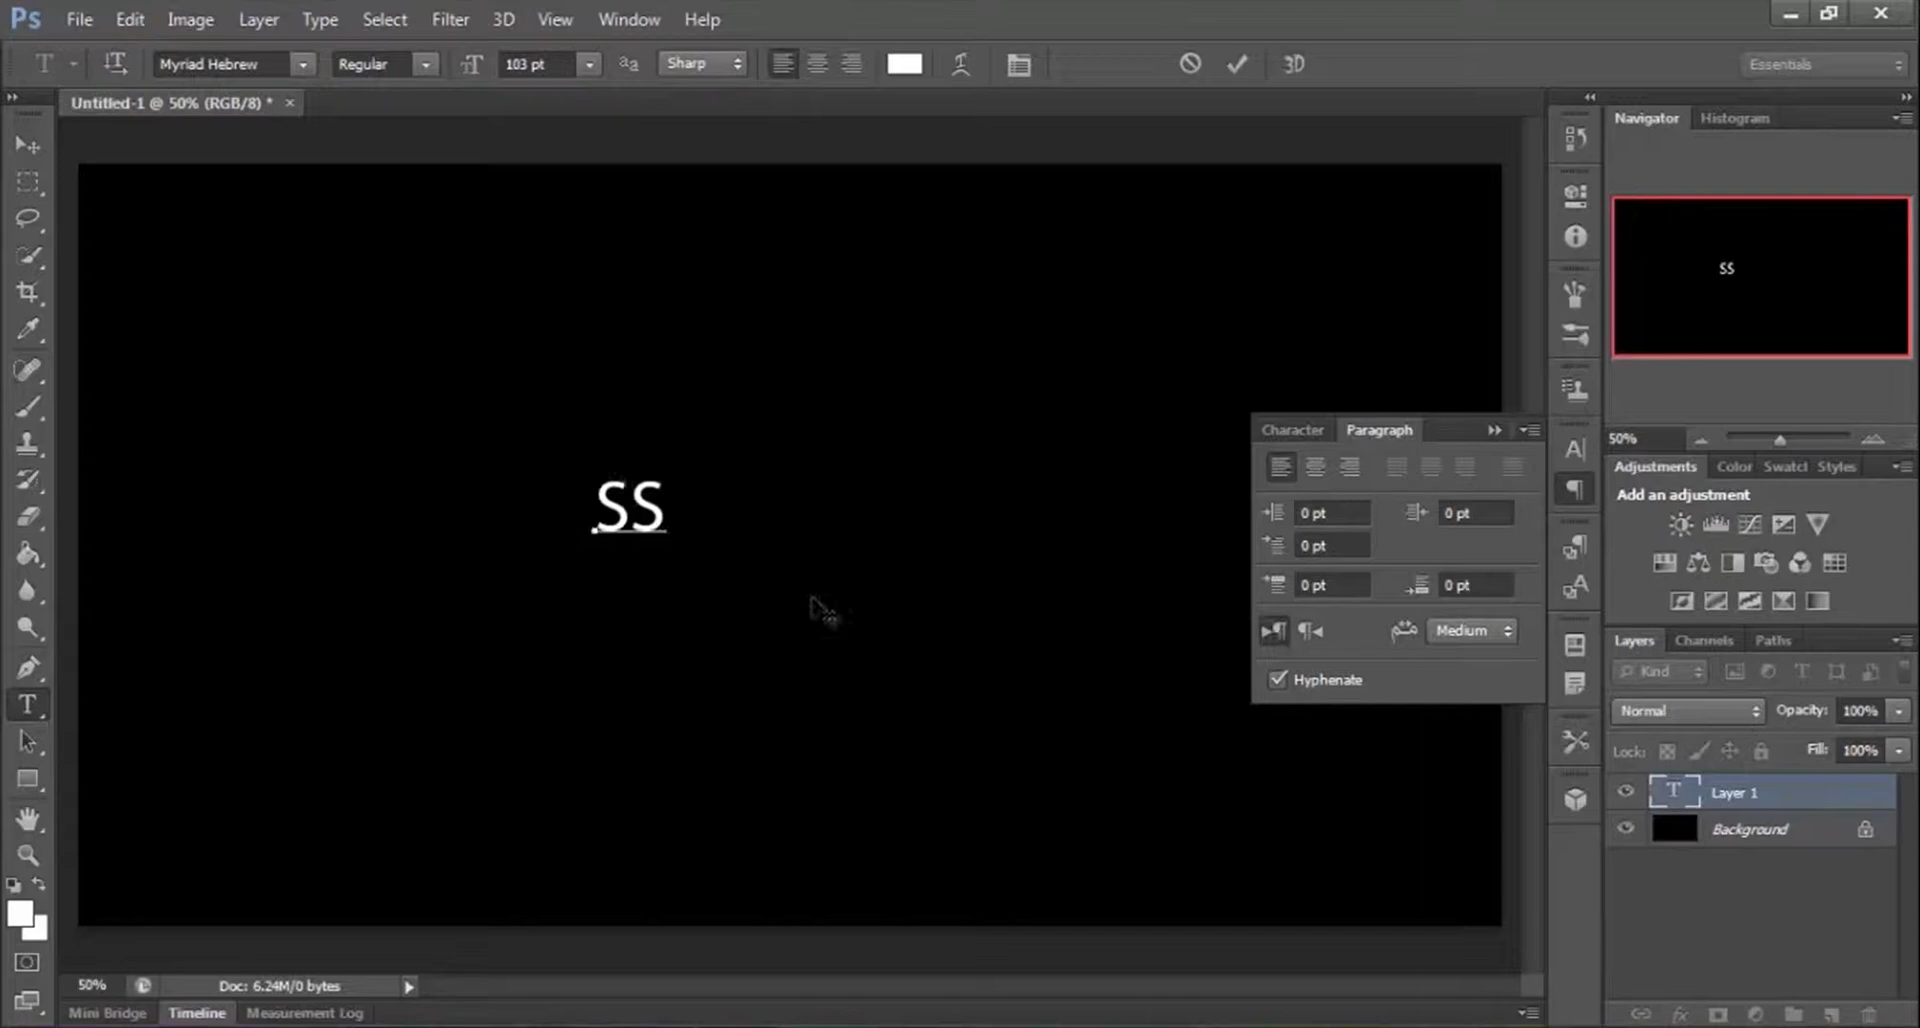 Ps File Edit Image Layer Type Select Filter 3D View Window Help
T Myriad Hebrew Regular 103 pt aa Sharp 3D Essentials
Untitled-1 @ 50% (RGB/8) * ×
Navigator Histogram
ss
ss
50%
Character Paragraph
0 pt 0 pt
0 pt
0 pt 0 pt
Medium
Hyphenate
Adjustments Color Swatcl Styles
Add an adjustment
Layers Channels Paths
Kind
Normal Opacity: 100%
Lock: Fill: 100%
T Layer 1
Background
50% Doc: 6.24M/0 bytes
Mini Bridge Timeline Measurement Log